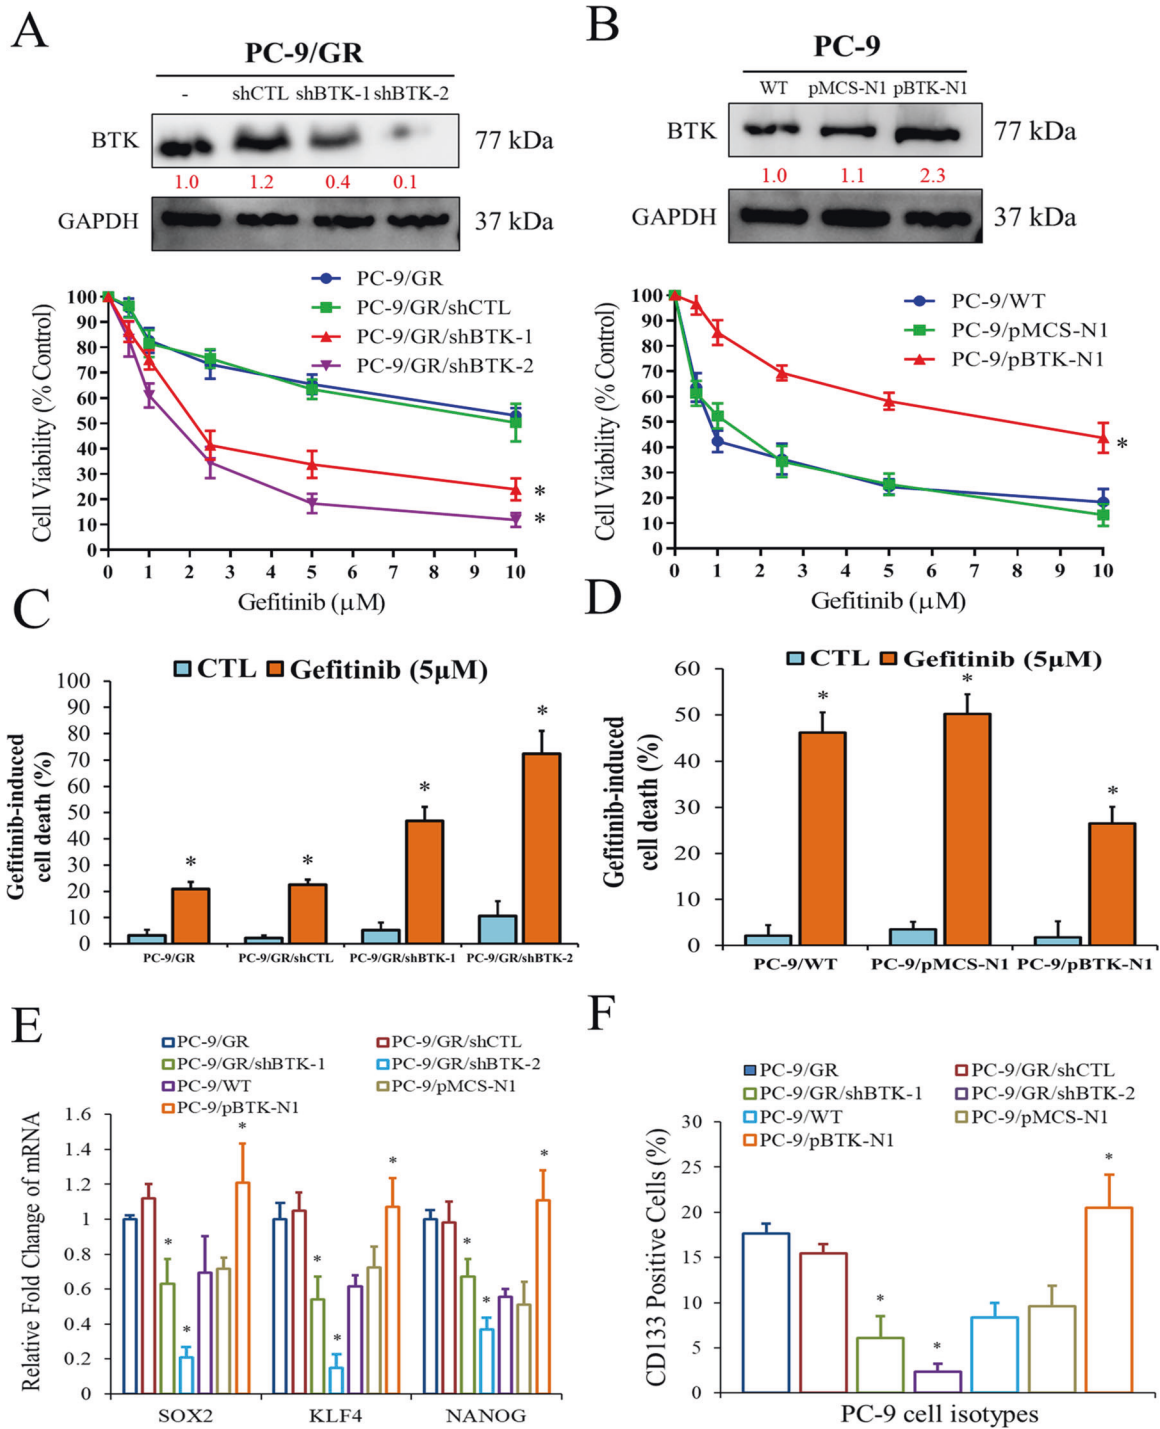 A
PC-9/GR
- shCTL shBTK-1 shBTK-2
BTK 77 kDa
1.0 1.2 0.4 0.1
GAPDH 37 kDa
PC-9/GR
PC-9/GR/shCTL
PC-9/GR/shBTK-1
PC-9/GR/shBTK-2
Cell Viability (% Control)
100
90
80
70
60
50
40
30
20
10
0
*
*
0 1 2 3 4 5 6 7 8 9 10
Gefitinib (μM)
B
PC-9
WT pMCS-N1 pBTK-N1
BTK 77 kDa
1.0 1.1 2.3
GAPDH 37 kDa
PC-9/WT
PC-9/pMCS-N1
PC-9/pBTK-N1
Cell Viability (% Control)
100
90
80
70
60
50
40
30
20
10
0
*
0 1 2 3 4 5 6 7 8 9 10
Gefitinib (μM)
C
CTL Gefitinib (5μM)
Gefitinib-induced
cell death (%)
100
90
80
70
60
50
40
30
20
10
0
* * * *
PC-9/GR PC-9/GR/shCTL PC-9/GR/shBTK-1 PC-9/GR/shBTK-2
D
CTL Gefitinib (5μM)
Gefitinib-induced
cell death (%)
60
50
40
30
20
10
0
* * *
PC-9/WT PC-9/pMCS-N1 PC-9/pBTK-N1
E
PC-9/GR PC-9/GR/shCTL
PC-9/GR/shBTK-1 PC-9/GR/shBTK-2
PC-9/WT PC-9/pMCS-N1
PC-9/pBTK-N1
Relative Fold Change of mRNA
1.6
1.4
1.2
1
0.8
0.6
0.4
0.2
0
* * * * * * * * *
SOX2 KLF4 NANOG
F
PC-9/GR PC-9/GR/shCTL
PC-9/GR/shBTK-1 PC-9/GR/shBTK-2
PC-9/WT PC-9/pMCS-N1
PC-9/pBTK-N1
CD133 Positive Cells (%)
30
25
20
15
10
5
0
* * *
PC-9 cell isotypes